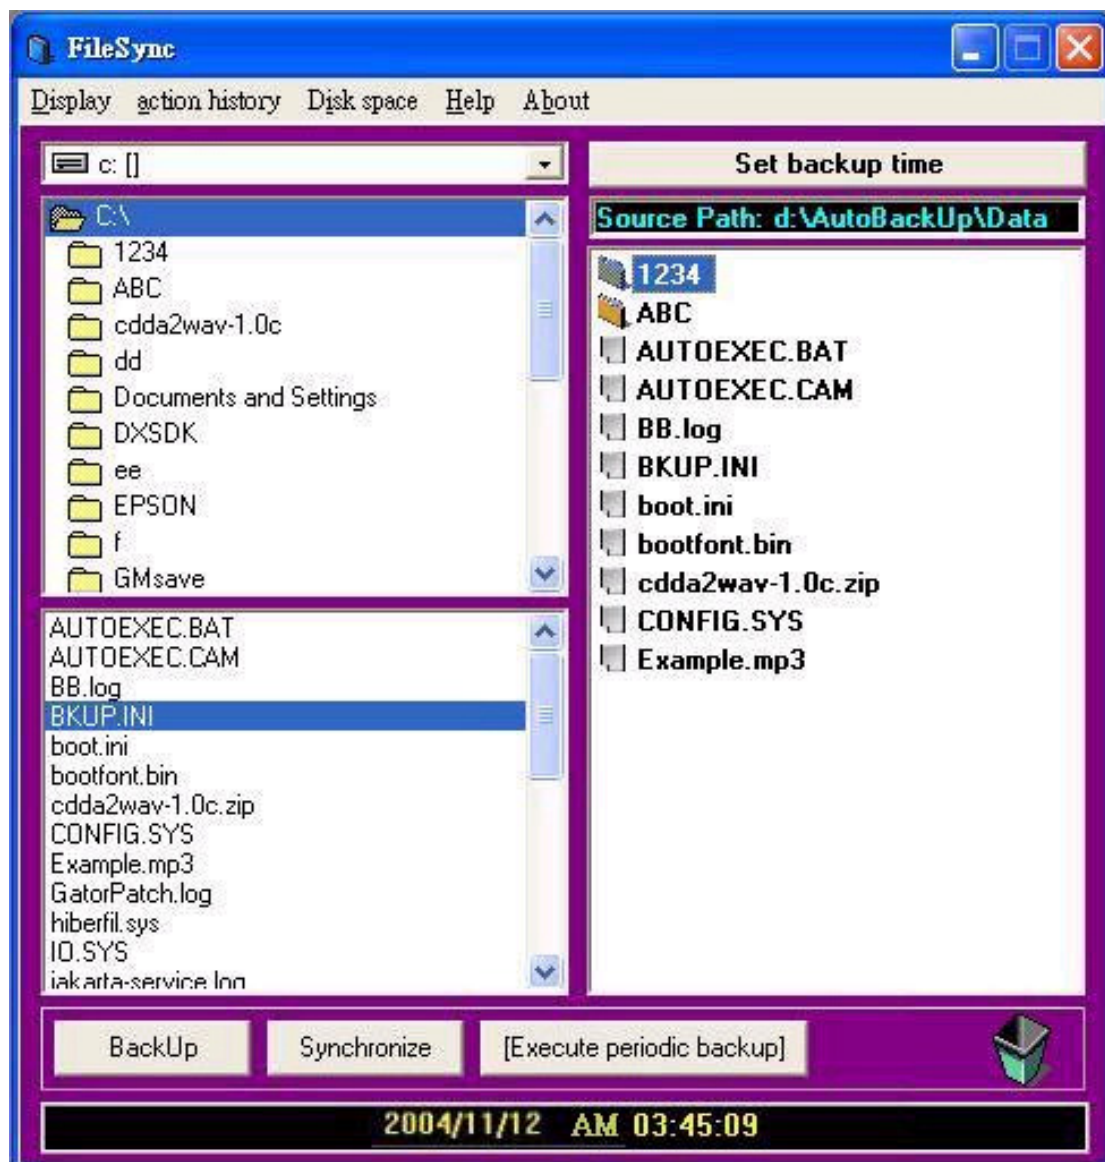 FileSync
Display action history Disk space Help About
c: []
C:\
1234
ABC
cdda2wav-1.0c
dd
Documents and Settings
DXSDK
ee
EPSON
f
GMsave
AUTOEXEC.BAT
AUTOEXEC.CAM
BB.log
BKUP.INI
boot.ini
bootfont.bin
cdda2wav-1.0c.zip
CONFIG.SYS
Example.mp3
GatorPatch.log
hiberfil.sys
IO.SYS
jakarta-service.log
Set backup time
Source Path: d:\AutoBackUp\Data
1234
ABC
AUTOEXEC.BAT
AUTOEXEC.CAM
BB.log
BKUP.INI
boot.ini
bootfont.bin
cdda2wav-1.0c.zip
CONFIG.SYS
Example.mp3
BackUp Synchronize [Execute periodic backup]
2004/11/12 AM 03:45:09